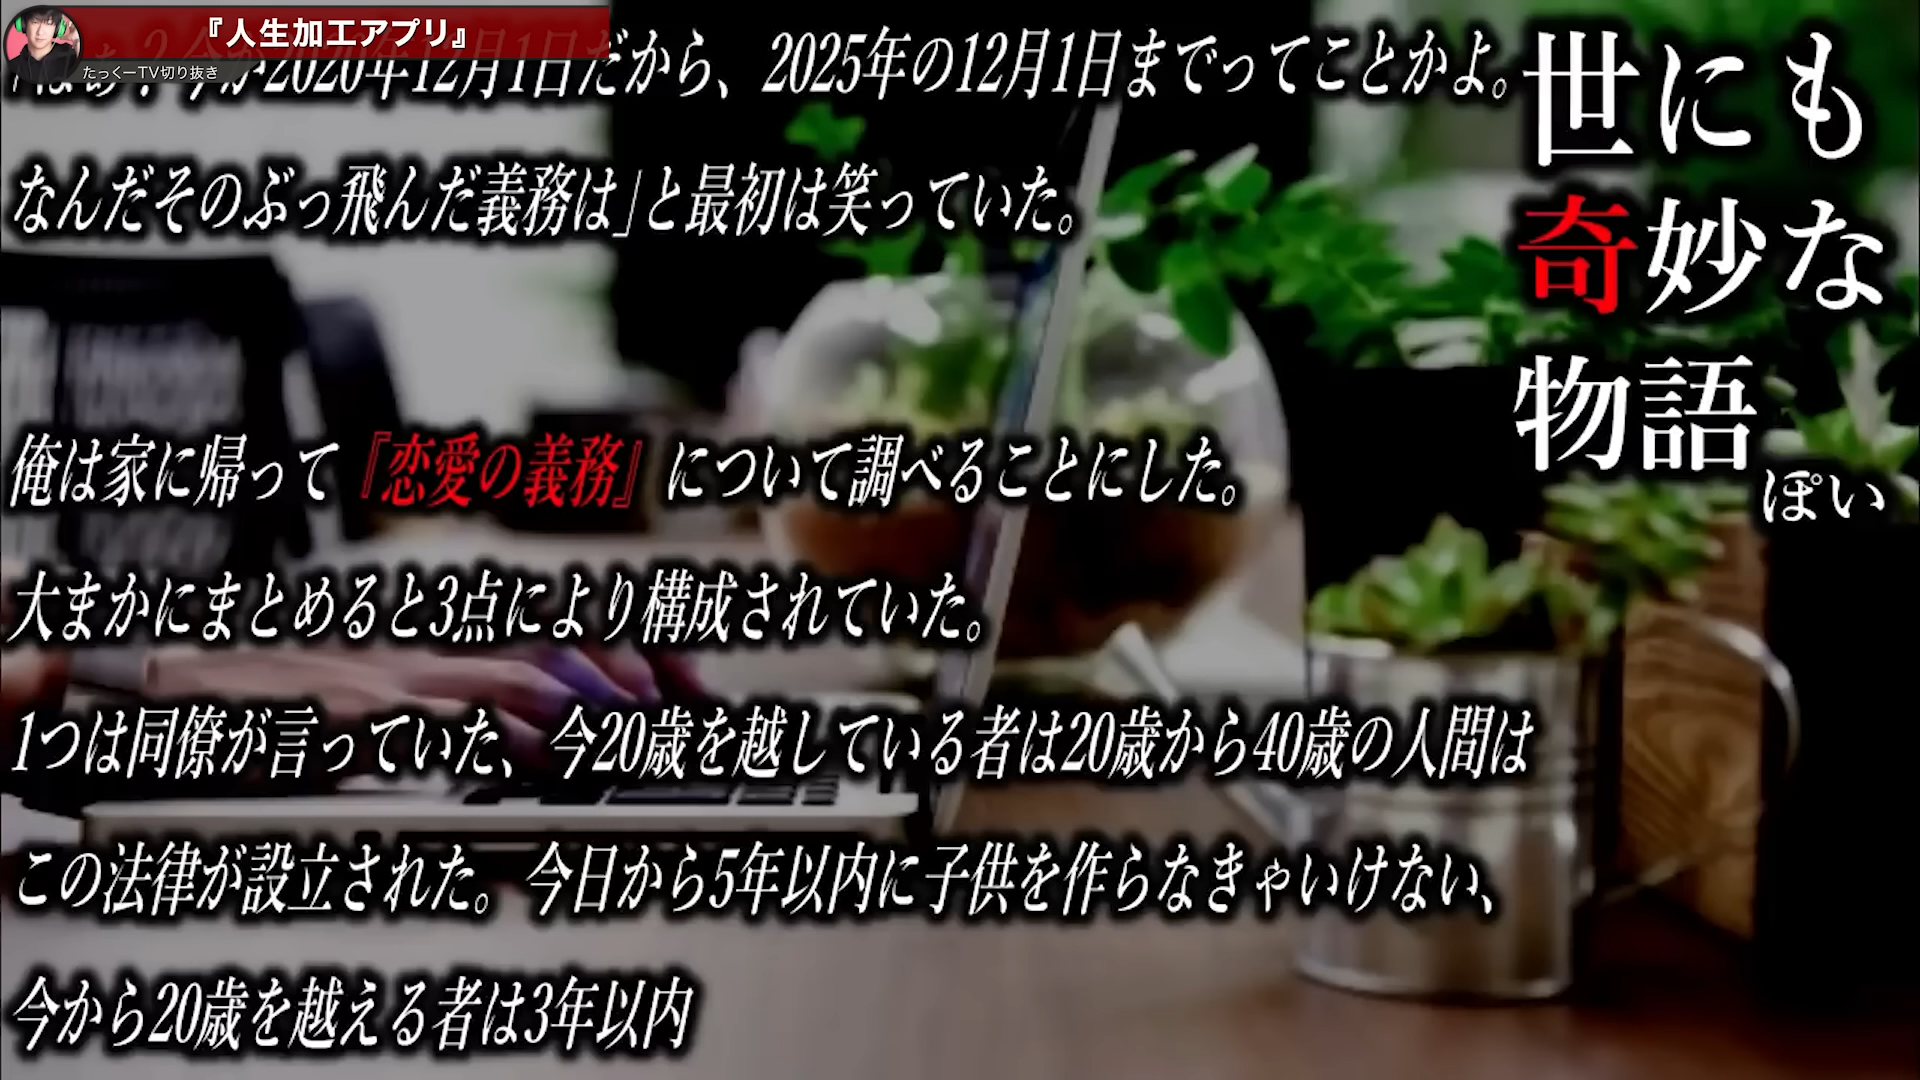 『人生加工アプリ』
たっくーTV切り抜き
2020年12月1日だから、2025年の12月1日までってことかよ。
なんだそのぶっ飛んだ義務は」と最初は笑っていた。
俺は家に帰って『恋愛の義務』について調べることにした。
大まかにまとめると3点により構成されていた。
1つは同僚が言っていた、今20歳を越している者は20歳から40歳の人間は
この法律が設立された。今日から5年以内に子供を作らなきゃいけない、
今から20歳を越える者は3年以内
世にも
奇妙な
物語
ぽい